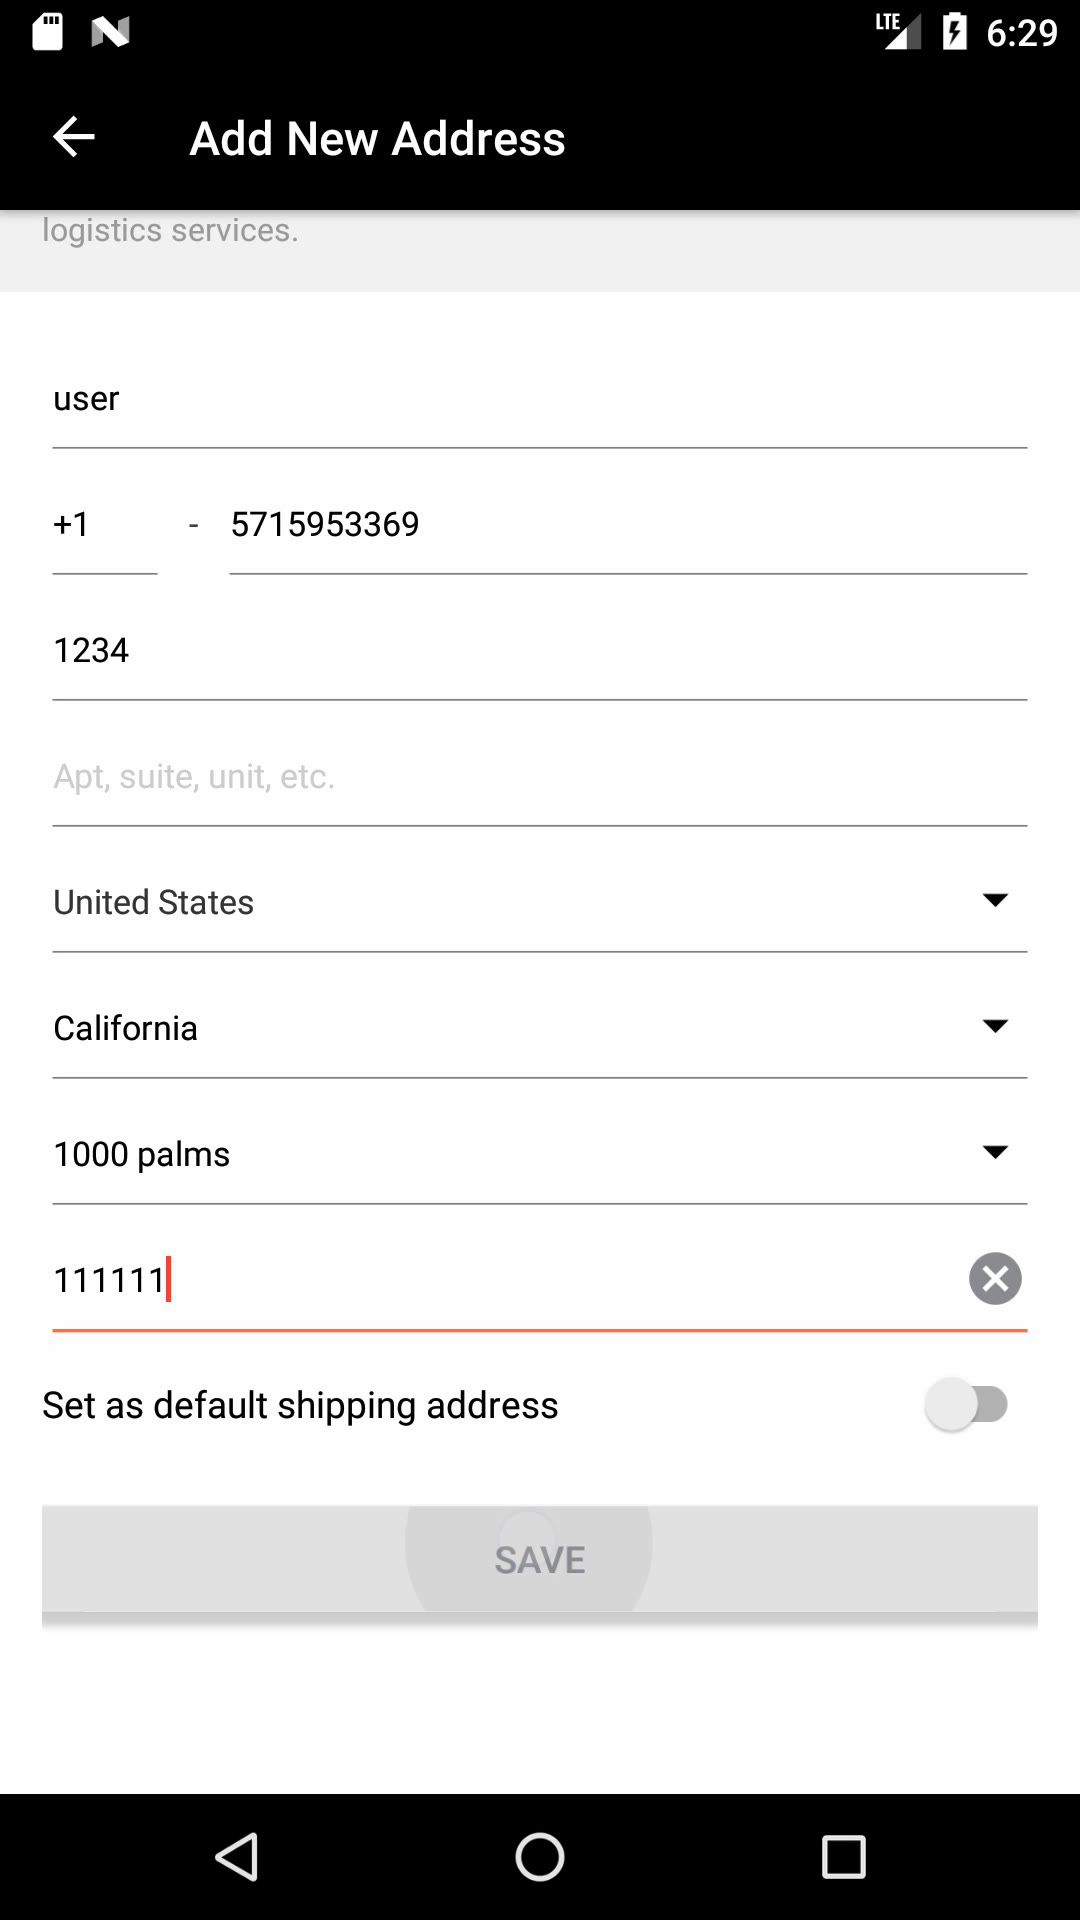 LTE 6:29
Add New Address
logistics services.
user
+1 - 5715953369
1234
Apt, suite, unit, etc.
United States
California
1000 palms
111111
Set as default shipping address
SAVE